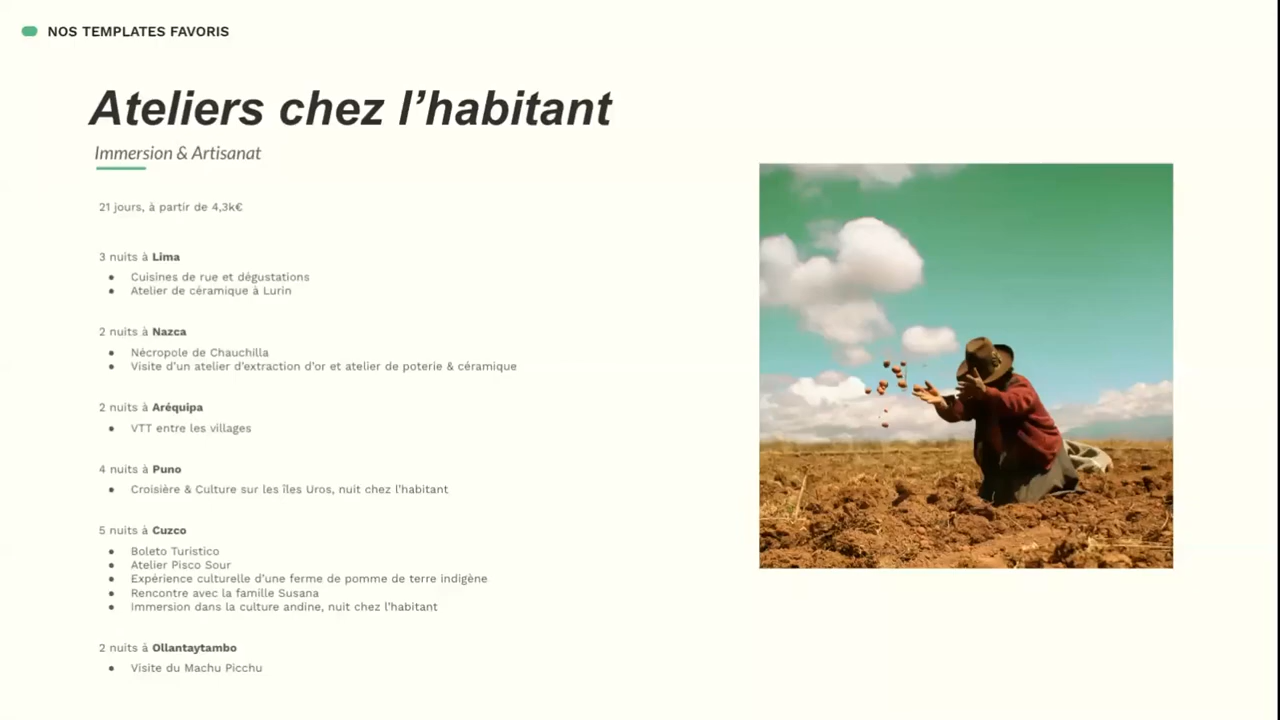 NOS TEMPLATES FAVORIS
Ateliers chez l’habitant
Immersion & Artisanat
21 jours, à partir de 4,3k€
3 nuits à Lima
● Cuisines de rue et dégustations
● Atelier de céramique à Lurin
2 nuits à Nazca
● Nécropole de Chauchilla
● Visite d’un atelier d’extraction d’or et atelier de poterie & céramique
2 nuits à Aréquipa
● VTT entre les villages
4 nuits à Puno
● Croisière & Culture sur les îles Uros, nuit chez l’habitant
5 nuits à Cuzco
● Boleto Turistico
● Atelier Pisco Sour
● Expérience culturelle d’une ferme de pomme de terre indigène
● Rencontre avec la famille Susana
● Immersion dans la culture andine, nuit chez l’habitant
2 nuits à Ollantaytambo
● Visite du Machu Picchu